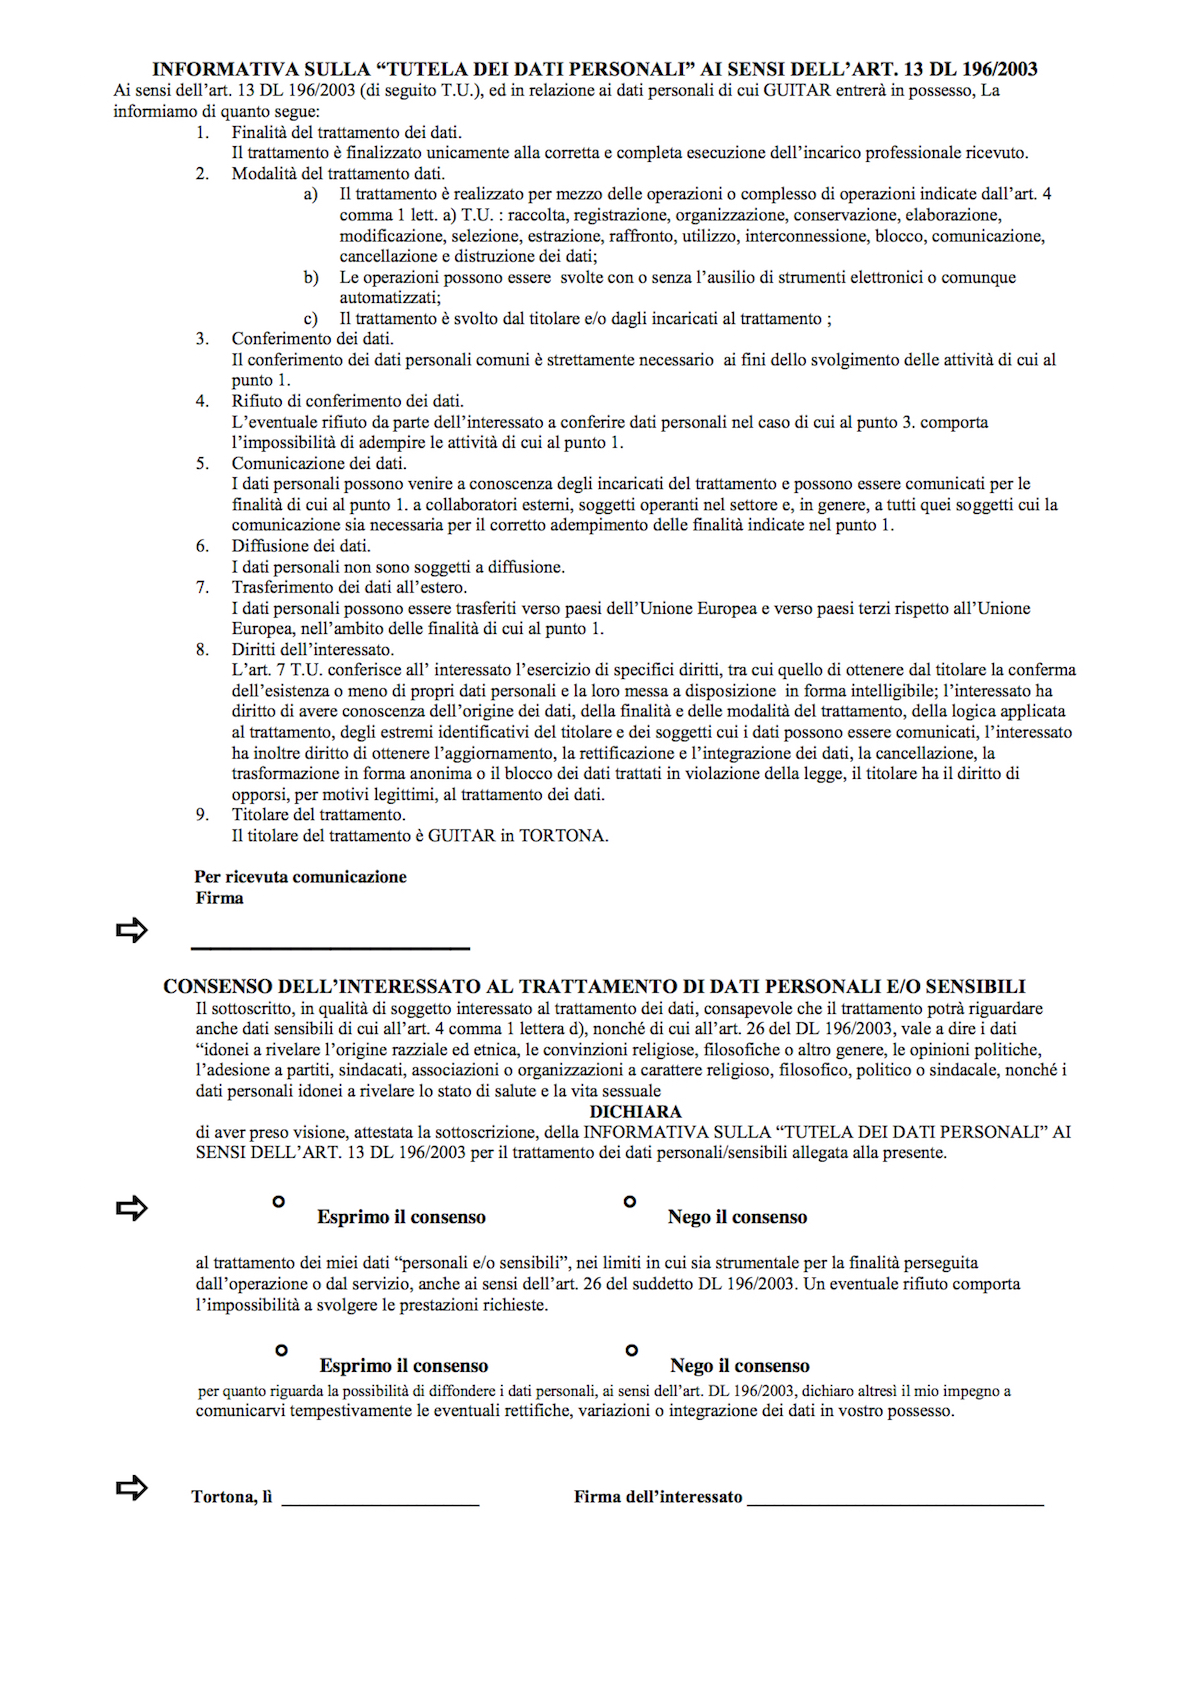 INFORMATIVA SULLA “TUTELA DEI DATI PERSONALI” AI SENSI DELL’ART. 13 DL 196/2003
Ai sensi dell’art. 13 DL 196/2003 (di seguito T.U.), ed in relazione ai dati personali di cui GUITAR entrerà in possesso, La
informiamo di quanto segue:
1. Finalità del trattamento dei dati.
Il trattamento è finalizzato unicamente alla corretta e completa esecuzione dell’incarico professionale ricevuto.
2. Modalità del trattamento dati.
a) Il trattamento è realizzato per mezzo delle operazioni o complesso di operazioni indicate dall’art. 4
comma 1 lett. a) T.U. : raccolta, registrazione, organizzazione, conservazione, elaborazione,
modificazione, selezione, estrazione, raffronto, utilizzo, interconnessione, blocco, comunicazione,
cancellazione e distruzione dei dati;
b) Le operazioni possono essere svolte con o senza l’ausilio di strumenti elettronici o comunque
automatizzati;
c) Il trattamento è svolto dal titolare e/o dagli incaricati al trattamento ;
3. Conferimento dei dati.
Il conferimento dei dati personali comuni è strettamente necessario ai fini dello svolgimento delle attività di cui al
punto 1.
4. Rifiuto di conferimento dei dati.
L’eventuale rifiuto da parte dell’interessato a conferire dati personali nel caso di cui al punto 3. comporta
l’impossibilità di adempire le attività di cui al punto 1.
5. Comunicazione dei dati.
I dati personali possono venire a conoscenza degli incaricati del trattamento e possono essere comunicati per le
finalità di cui al punto 1. a collaboratori esterni, soggetti operanti nel settore e, in genere, a tutti quei soggetti cui la
comunicazione sia necessaria per il corretto adempimento delle finalità indicate nel punto 1.
6. Diffusione dei dati.
I dati personali non sono soggetti a diffusione.
7. Trasferimento dei dati all’estero.
I dati personali possono essere trasferiti verso paesi dell’Unione Europea e verso paesi terzi rispetto all’Unione
Europea, nell’ambito delle finalità di cui al punto 1.
8. Diritti dell’interessato.
L’art. 7 T.U. conferisce all’ interessato l’esercizio di specifici diritti, tra cui quello di ottenere dal titolare la conferma
dell’esistenza o meno di propri dati personali e la loro messa a disposizione in forma intelligibile; l’interessato ha
diritto di avere conoscenza dell’origine dei dati, della finalità e delle modalità del trattamento, della logica applicata
al trattamento, degli estremi identificativi del titolare e dei soggetti cui i dati possono essere comunicati, l’interessato
ha inoltre diritto di ottenere l’aggiornamento, la rettificazione e l’integrazione dei dati, la cancellazione, la
trasformazione in forma anonima o il blocco dei dati trattati in violazione della legge, il titolare ha il diritto di
opporsi, per motivi legittimi, al trattamento dei dati.
9. Titolare del trattamento.
Il titolare del trattamento è GUITAR in TORTONA.
Per ricevuta comunicazione
Firma
CONSENSO DELL’INTERESSATO AL TRATTAMENTO DI DATI PERSONALI E/O SENSIBILI
Il sottoscritto, in qualità di soggetto interessato al trattamento dei dati, consapevole che il trattamento potrà riguardare
anche dati sensibili di cui all’art. 4 comma 1 lettera d), nonché di cui all’art. 26 del DL 196/2003, vale a dire i dati
“idonei a rivelare l’origine razziale ed etnica, le convinzioni religiose, filosofiche o altro genere, le opinioni politiche,
l’adesione a partiti, sindacati, associazioni o organizzazioni a carattere religioso, filosofico, politico o sindacale, nonché i
dati personali idonei a rivelare lo stato di salute e la vita sessuale
DICHIARA
di aver preso visione, attestata la sottoscrizione, della INFORMATIVA SULLA “TUTELA DEI DATI PERSONALI” AI
SENSI DELL’ART. 13 DL 196/2003 per il trattamento dei dati personali/sensibili allegata alla presente.
Esprimo il consenso Nego il consenso
al trattamento dei miei dati “personali e/o sensibili”, nei limiti in cui sia strumentale per la finalità perseguita
dall’operazione o dal servizio, anche ai sensi dell’art. 26 del suddetto DL 196/2003. Un eventuale rifiuto comporta
l’impossibilità a svolgere le prestazioni richieste.
Esprimo il consenso Nego il consenso
per quanto riguarda la possibilità di diffondere i dati personali, ai sensi dell’art. DL 196/2003, dichiaro altresì il mio impegno a
comunicarvi tempestivamente le eventuali rettifiche, variazioni o integrazione dei dati in vostro possesso.
Tortona, lì ____________________ Firma dell’interessato ______________________________